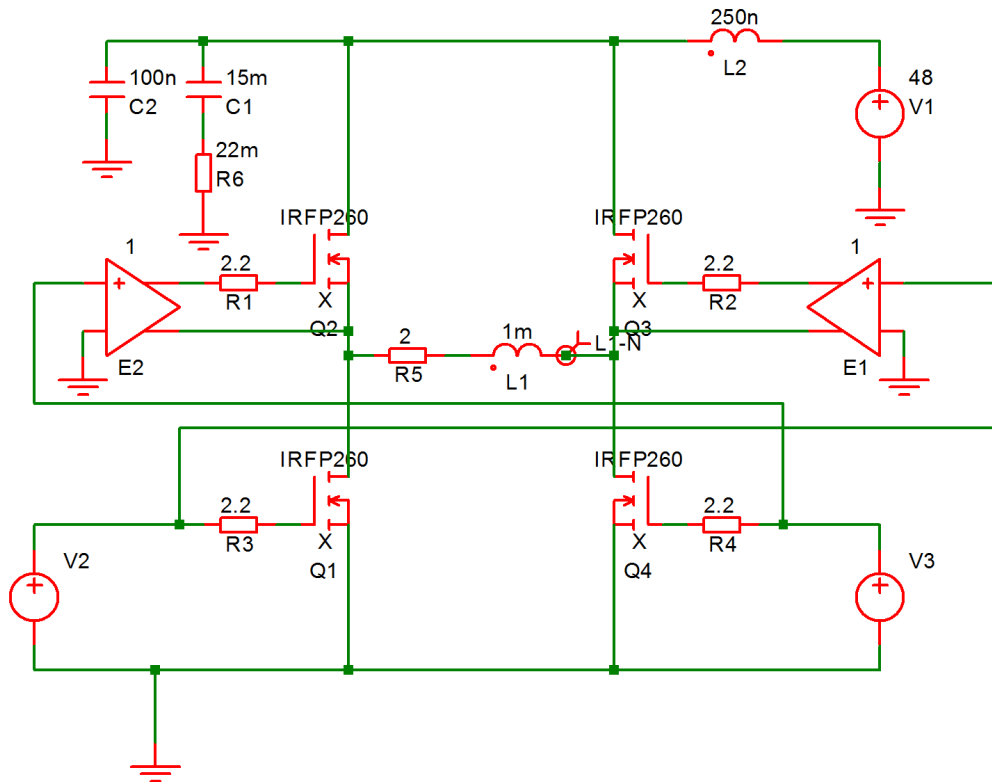 250n
L2
100n
C2
15m
C1
48
V1
22m
R6
IRFP260
IRFP260
1
2.2
R1
X
Q2
2.2
R2
X
Q3
1
E2
E1
2
R5
1m
L1
L1-N
IRFP260
IRFP260
2.2
R3
X
Q1
2.2
R4
X
Q4
V2
V3